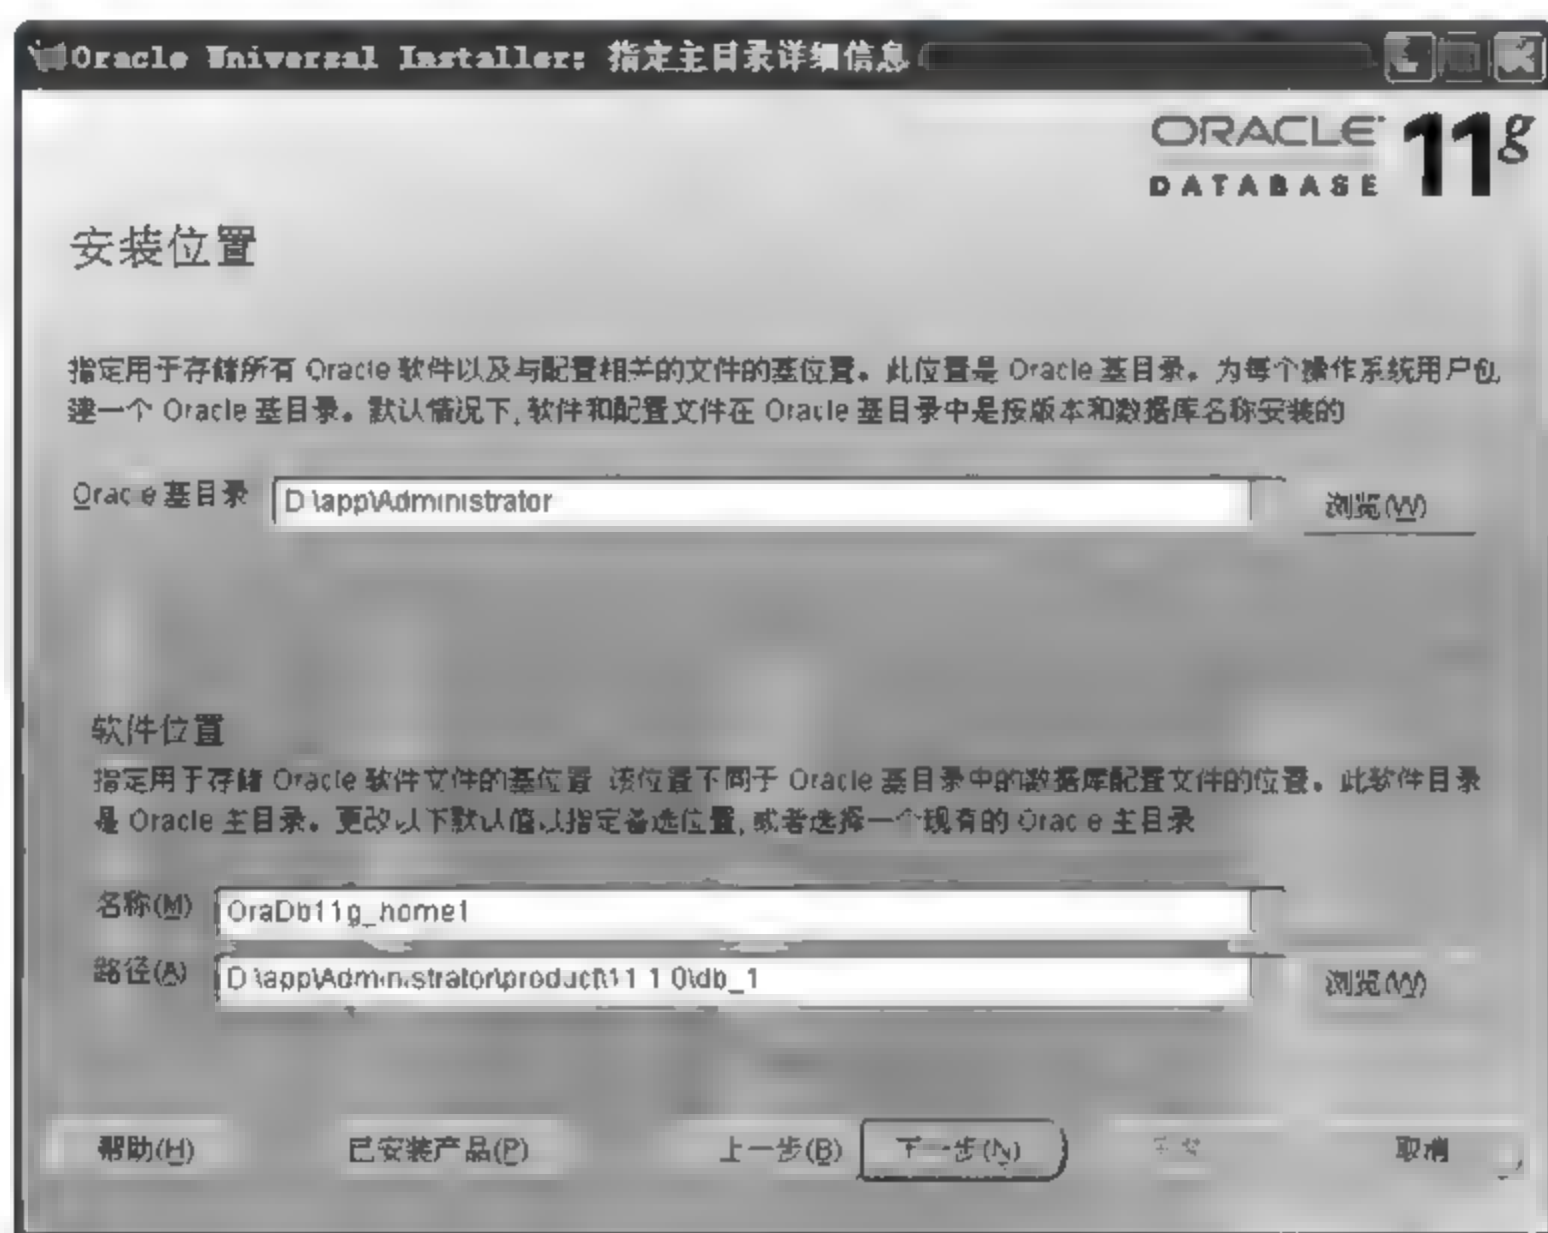 Oracle Universal Installer: 指定主目录详细信息
ORACLE 11g
DATABASE
安装位置
指定用于存储所有 Oracle 软件以及与配置相关的文件的基位置。此位置是 Oracle 基目录。为每个操作系统用户创
建一个 Oracle 基目录。默认情况下,软件和配置文件在 Oracle 基目录中是按版本和数据库名称安装的
Oracle 基目录 D:\app\Administrator 浏览(W)
软件位置
指定用于存储 Oracle 软件文件的基位置 该位置不同于 Oracle 基目录中的数据库配置文件的位置。此软件目录
是 Oracle 主目录。更改以下默认值以指定备选位置,或者选择一个现有的 Oracle 主目录
名称(M) OraDb11g_home1
路径(A) D:\app\Administrator\product\11.1.0\db_1 浏览(W)
帮助(H) 已安装产品(P) 上一步(B) 下一步(N) 取消